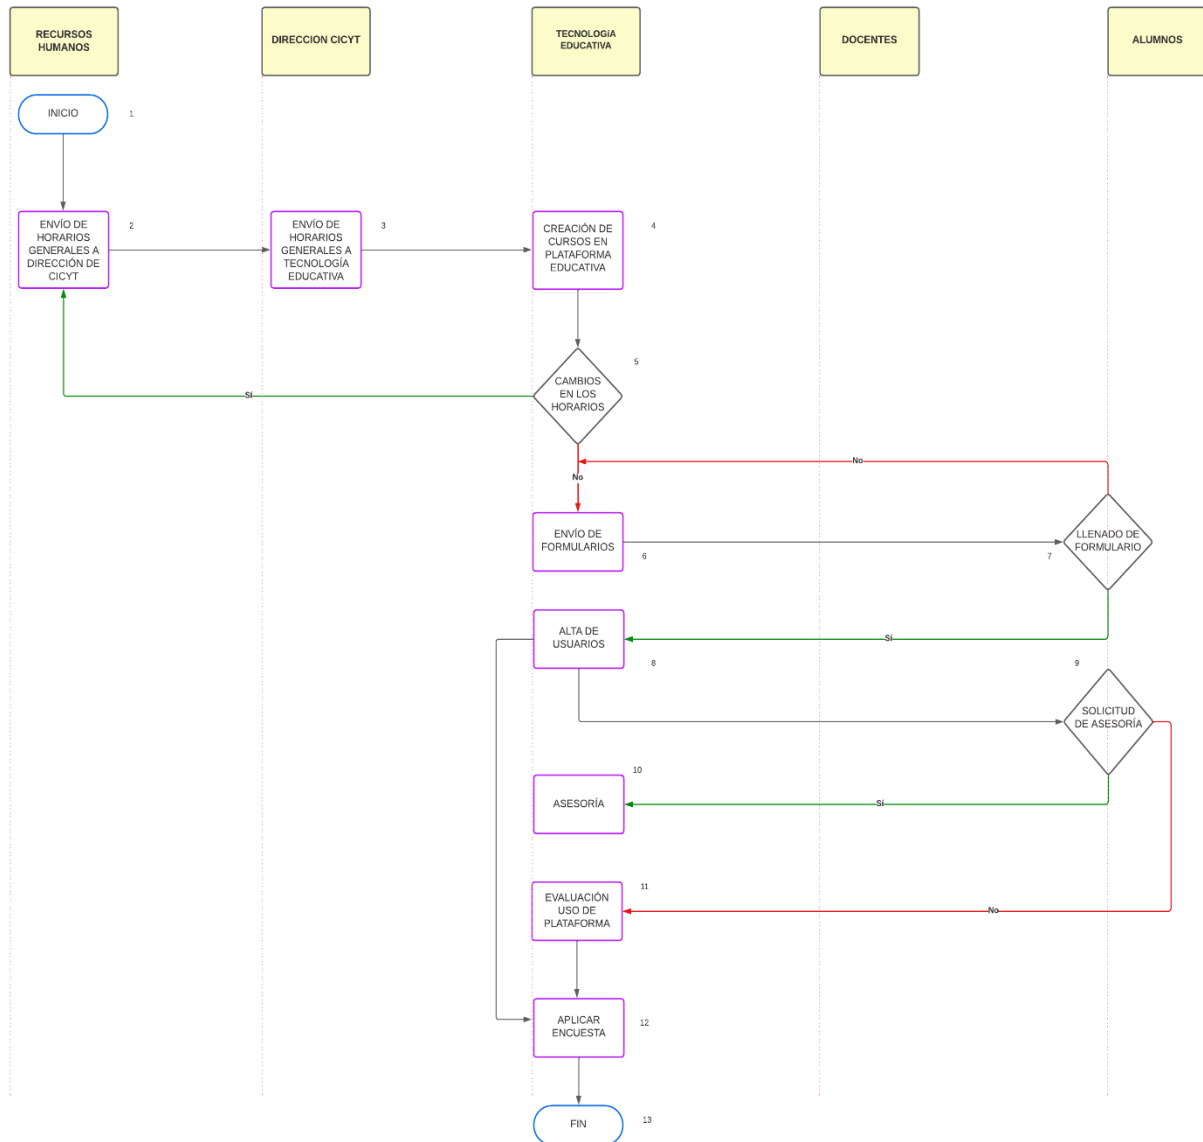 RECURSOS
HUMANOS
DIRECCION CICYT
TECNOLOGíA
EDUCATIVA
DOCENTES
ALUMNOS
INICIO
1
ENVÍO DE
HORARIOS
GENERALES A
DIRECCIÓN DE
CICYT
2
ENVÍO DE
HORARIOS
GENERALES A
TECNOLOGÍA
EDUCATIVA
3
CREACIÓN DE
CURSOS EN
PLATAFORMA
EDUCATIVA
4
CAMBIOS
EN LOS
HORARIOS
5
Sí
No
No
ENVÍO DE
FORMULARIOS
6
LLENADO DE
FORMULARIO
7
Sí
ALTA DE
USUARIOS
8
SOLICITUD
DE ASESORÍA
9
Sí
ASESORÍA
10
No
EVALUACIÓN
USO DE
PLATAFORMA
11
APLICAR
ENCUESTA
12
FIN
13